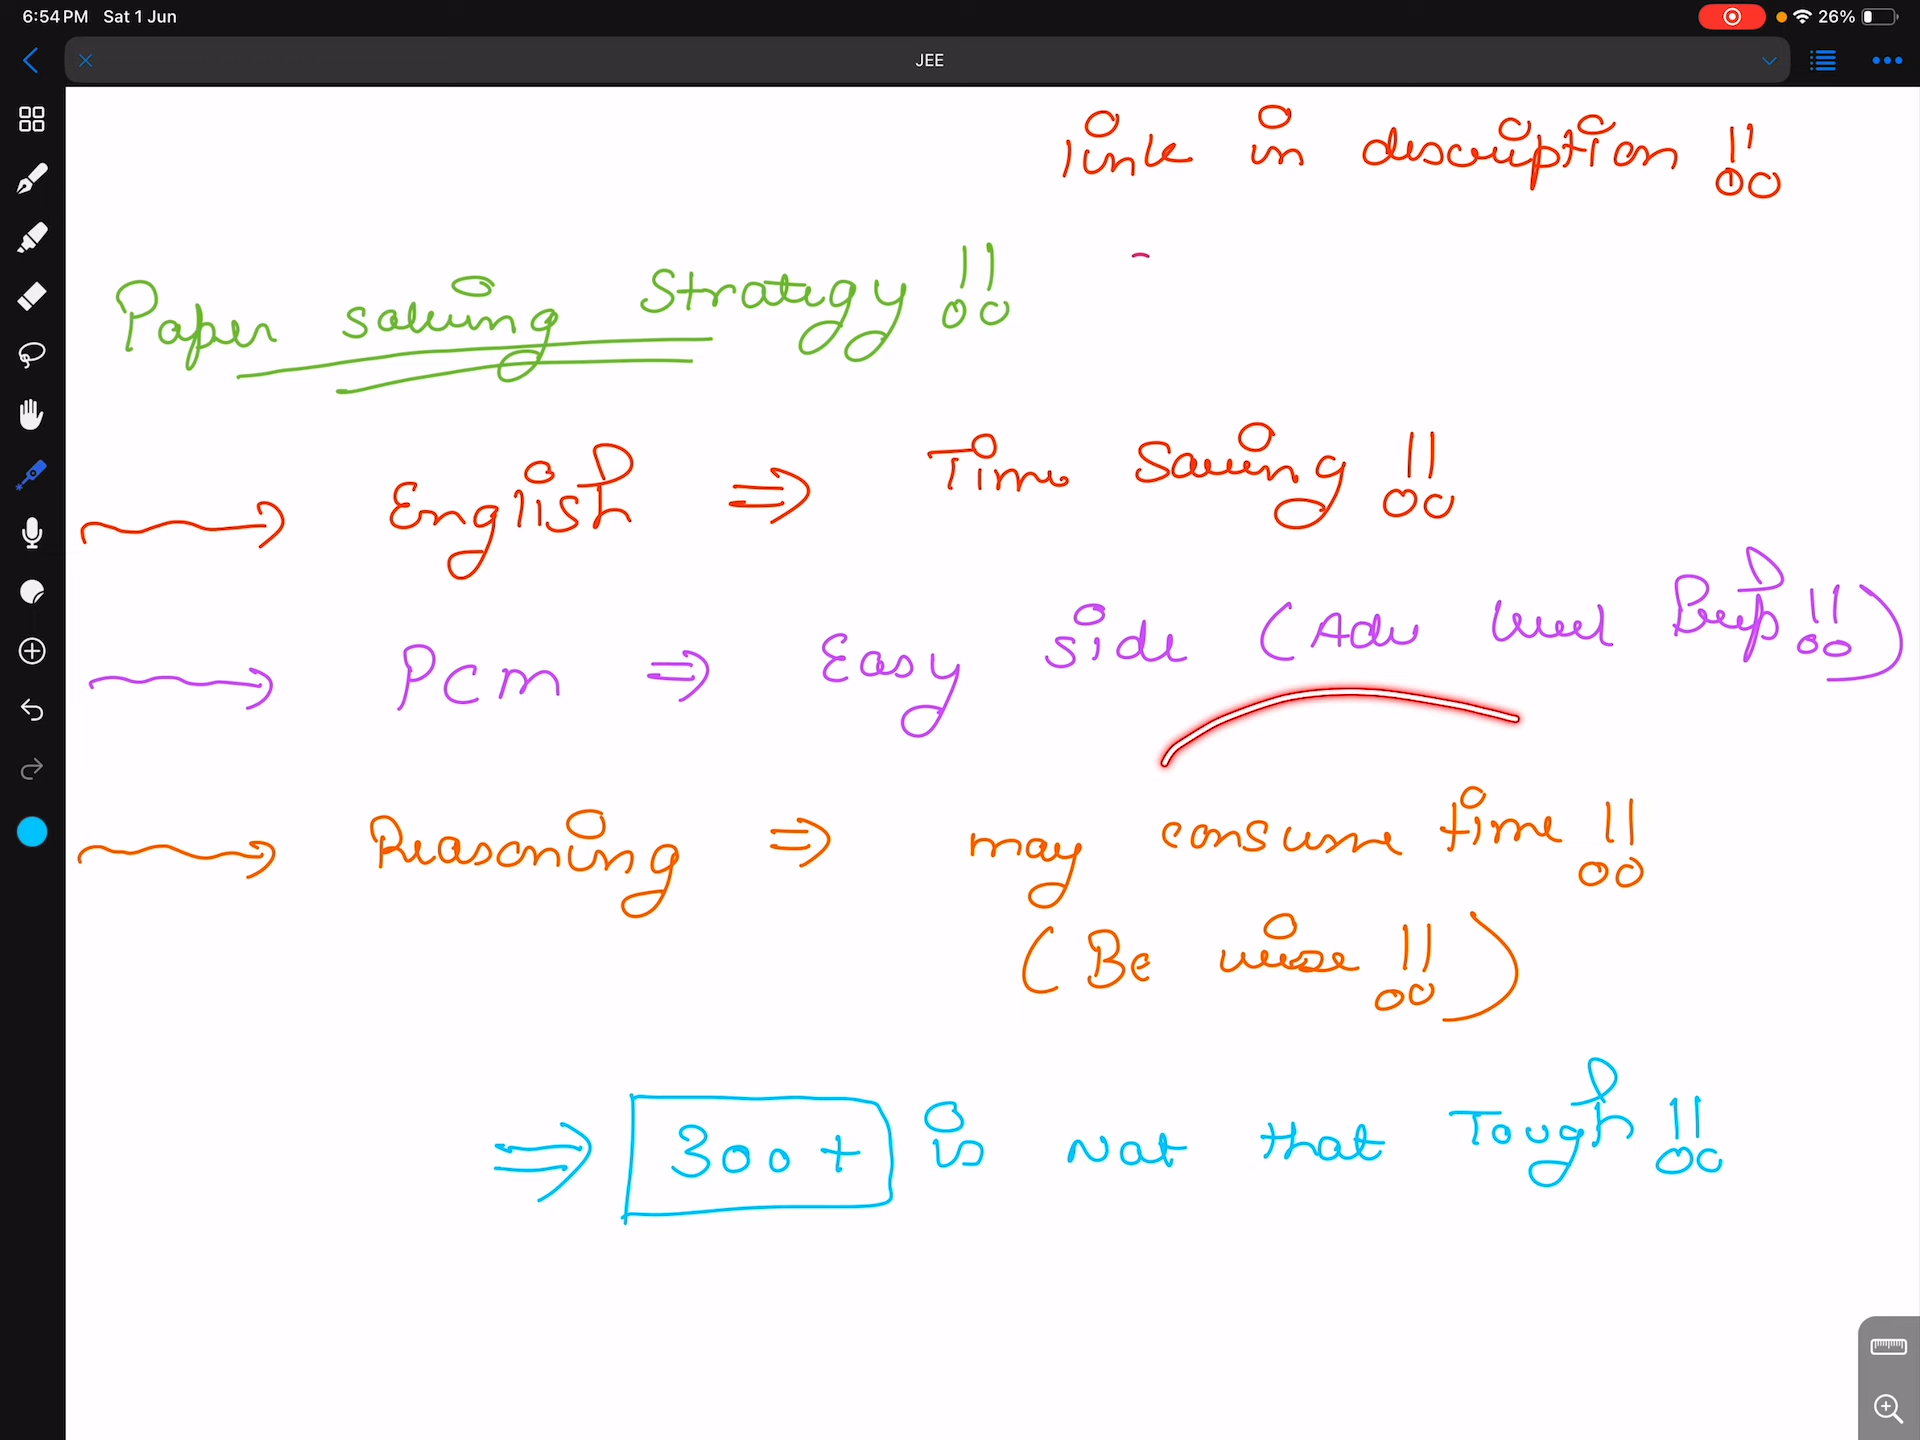 6:54 PM Sat 1 Jun
26%
JEE
link in description !!
Paper solving Strategy !!
English ⇒ Time Saving !!
PCM ⇒ Easy side (Adv level Prep !!)
Reasoning ⇒ may consume time !!
(Be wise !!)
⇒ 300+ is Not that Tough !!